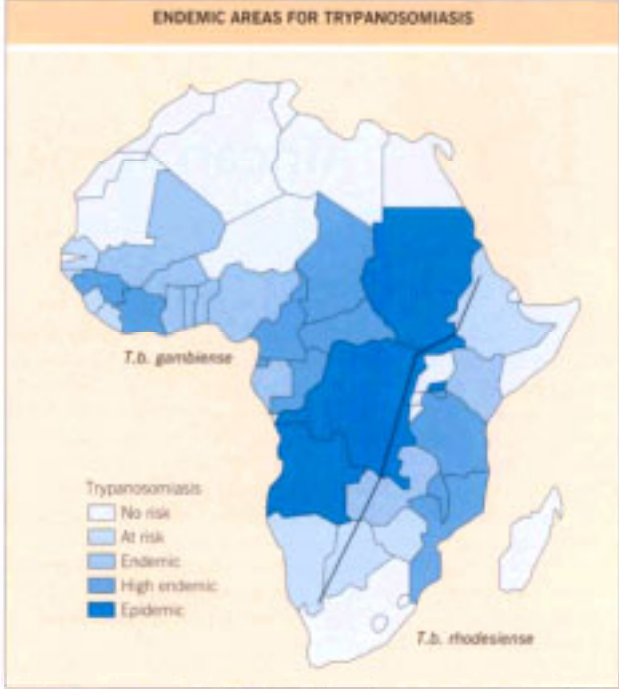 ENDEMIC AREAS FOR TRYPANOSOMIASIS
T.b. gambiense
Trypanosomiasis
No risk
At risk
Endemic
High endemic
Epidemic
T.b. rhodesiense